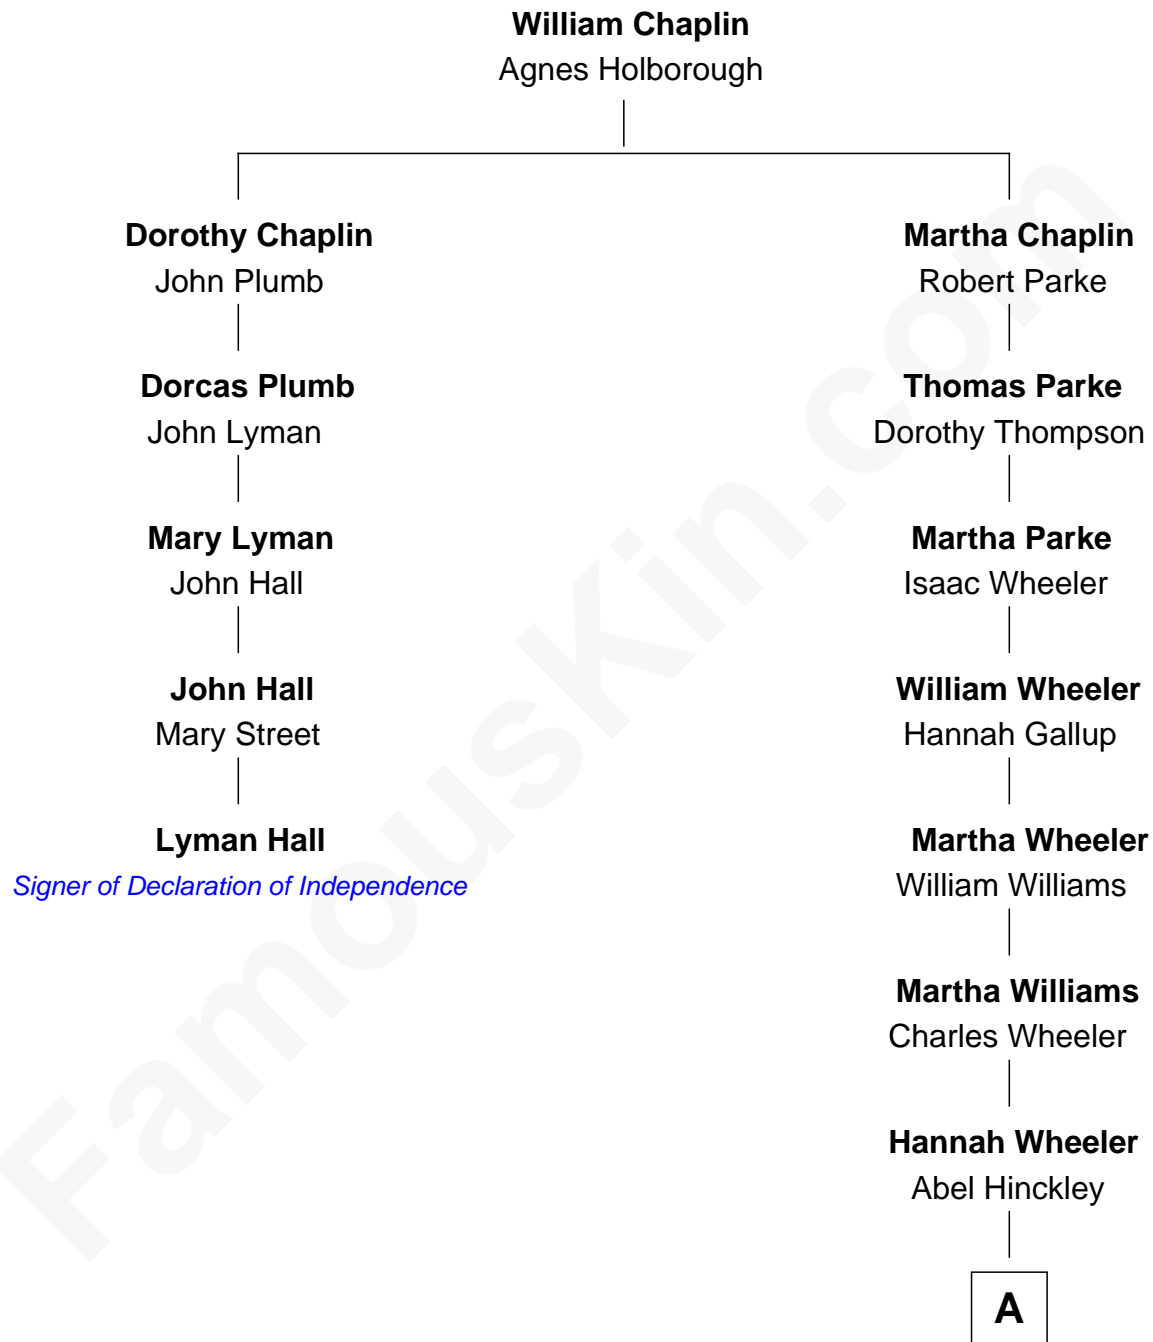 William Chaplin
Agnes Holborough
Dorothy Chaplin
John Plumb
Martha Chaplin
Robert Parke
Dorcas Plumb
John Lyman
Thomas Parke
Dorothy Thompson
Mary Lyman
John Hall
Martha Parke
Isaac Wheeler
John Hall
Mary Street
William Wheeler
Hannah Gallup
Lyman Hall
Signer of Declaration of Independence
Martha Wheeler
William Williams
Martha Williams
Charles Wheeler
Hannah Wheeler
Abel Hinckley
A
FamousKin.com